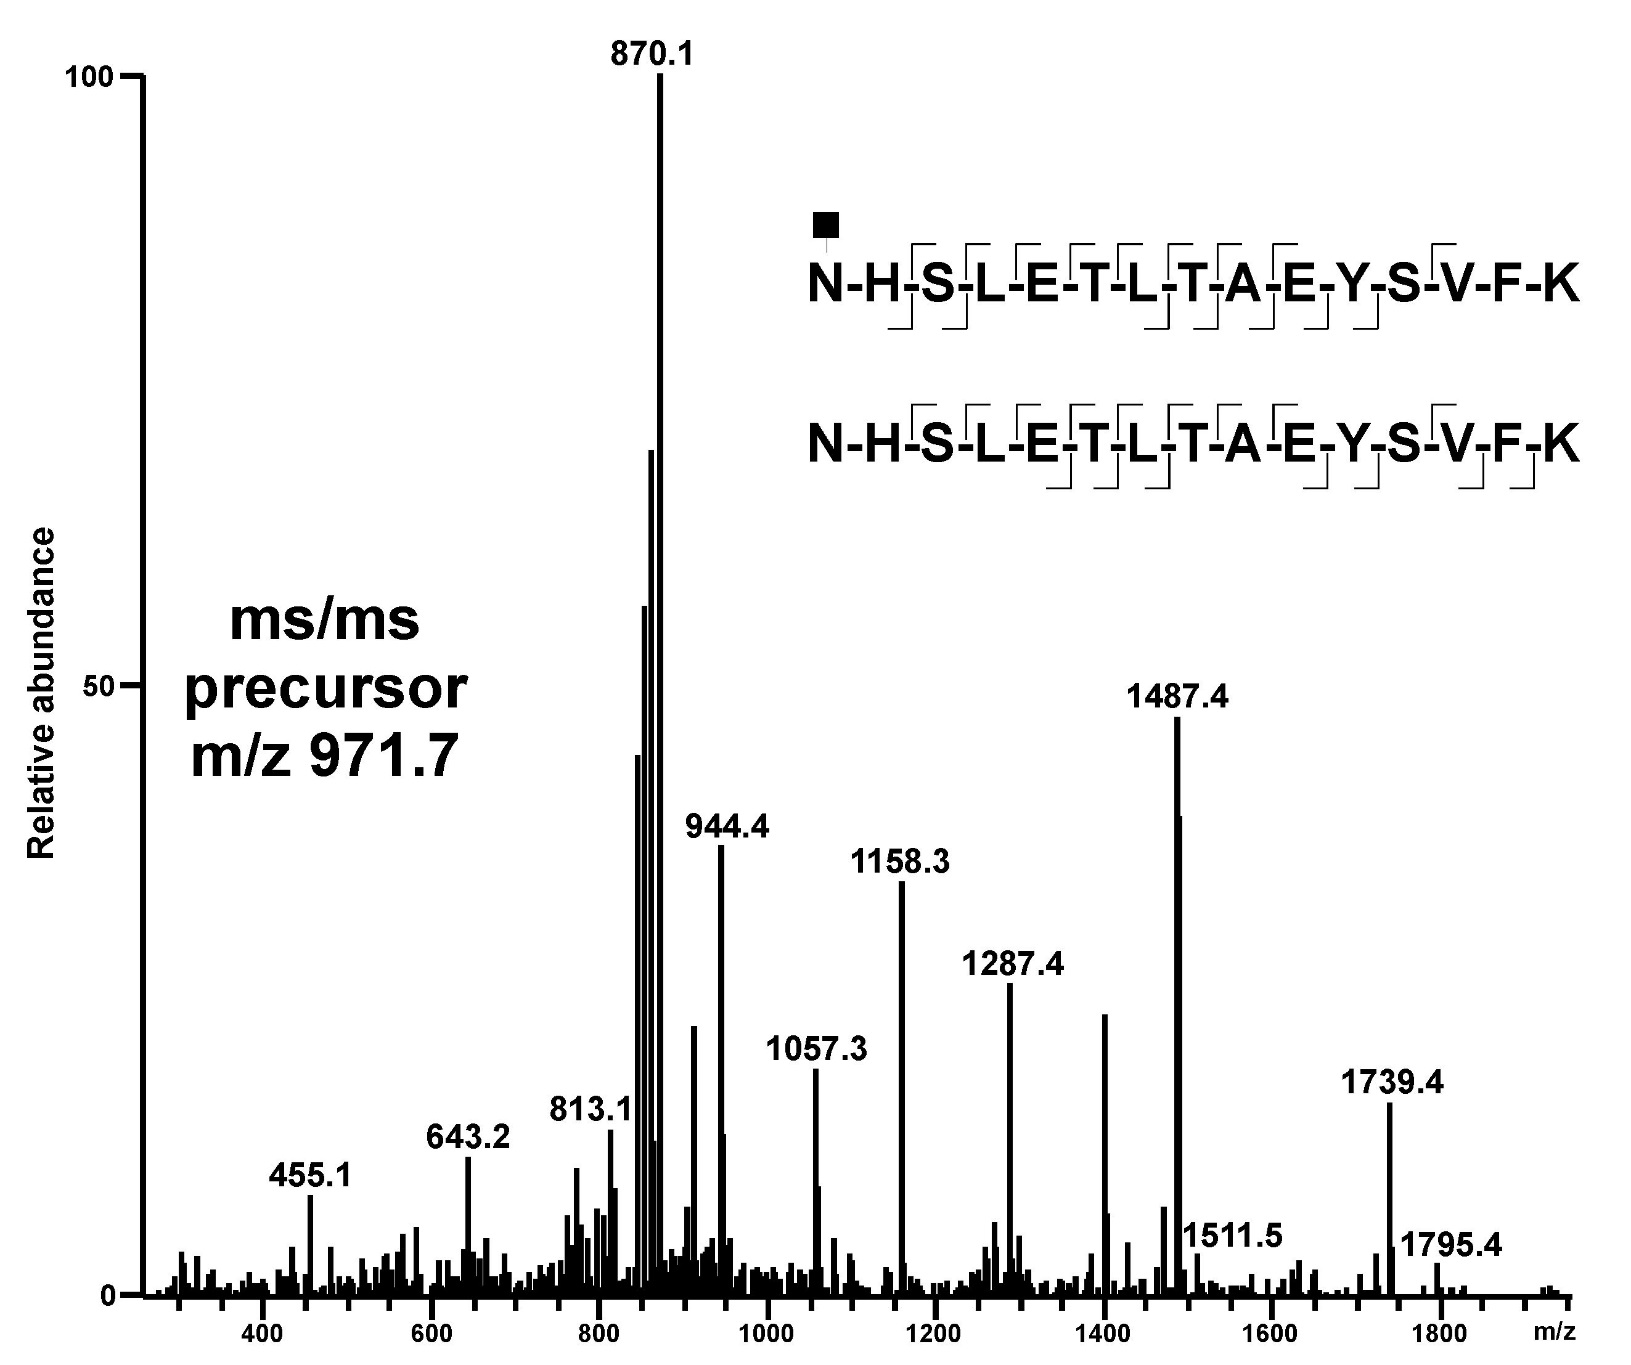 870.1
100
N-H-S-L-E-T-L-T-A-E-Y-S-V-F-K
N-H-S-L-E-T-L-T-A-E-Y-S-V-F-K
Relative abundance
ms/ms
precursor
m/z 971.7
50
1487.4
944.4
1158.3
1287.4
1057.3
1739.4
813.1
643.2
455.1
1511.5
1795.4
0
400 600 800 1000 1200 1400 1600 1800 m/z